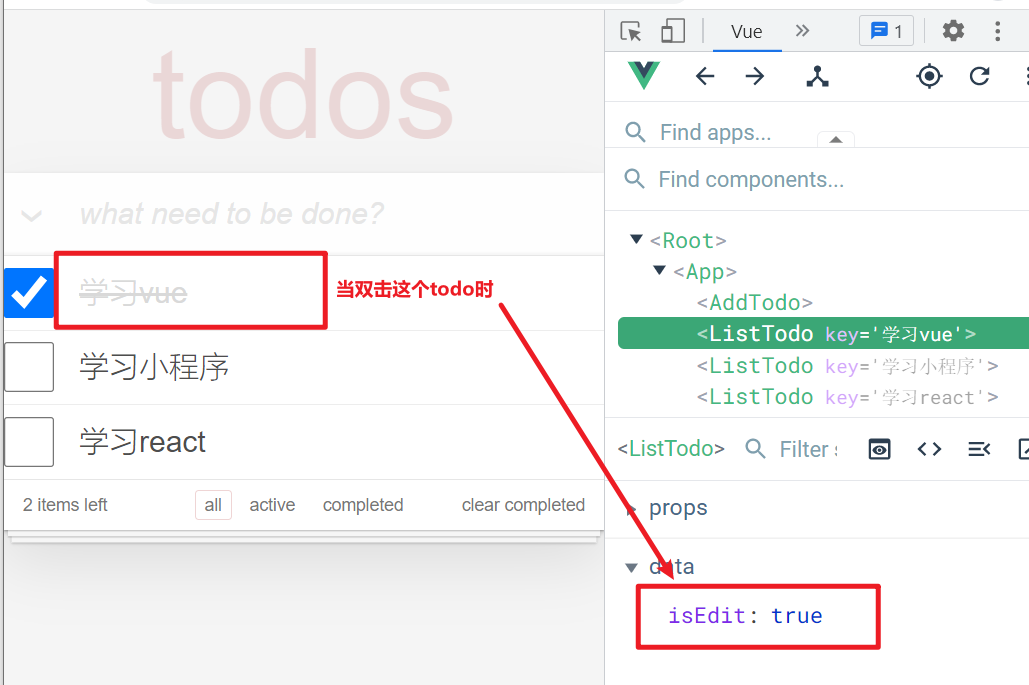 todos
what need to be done?
学习vue
当双击这个todo时
学习小程序
学习react
2 items left all active completed clear completed
Vue
1
Find apps...
Find components...
<Root>
<App>
<AddTodo>
<ListTodo key='学习vue'>
<ListTodo key='学习小程序'>
<ListTodo key='学习react'>
<ListTodo> Filter
props
data
isEdit: true